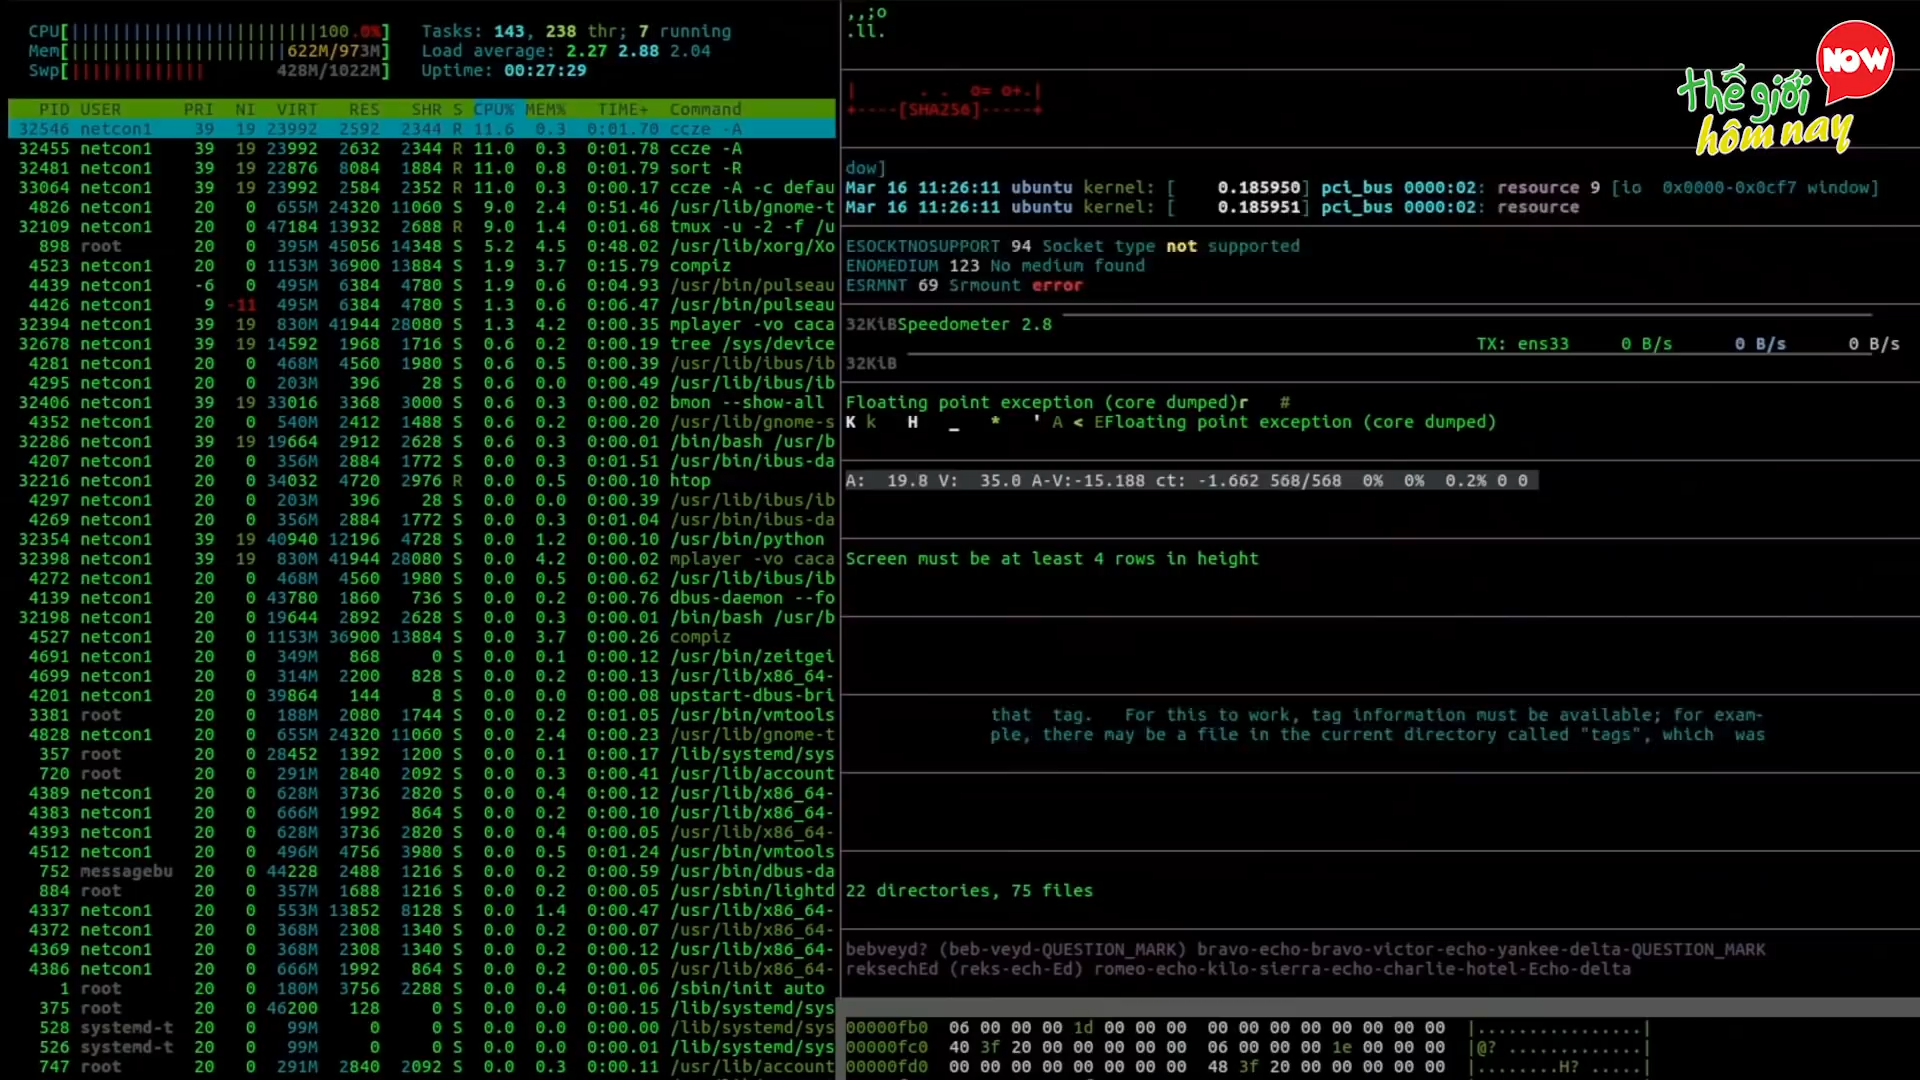 CPU[||||||||||||||||||||||||100.0%] Tasks: 143, 238 thr; 7 running
Mem[|||||||||||||||||||||622M/973M] Load average: 2.27 2.88 2.04
Swp[||||||||||||| 428M/1022M] Uptime: 00:27:29
PID USER PRI NI VIRT RES SHR S CPU% MEM% TIME+ Command
32546 netcon1 39 19 23992 2592 2344 R 11.6 0.3 0:01.70 ccze -A
32455 netcon1 39 19 23992 2632 2344 R 11.0 0.3 0:01.78 ccze -A
32481 netcon1 39 19 22876 8084 1884 R 11.0 0.8 0:01.79 sort -R
33064 netcon1 39 19 23992 2584 2352 R 11.0 0.3 0:00.17 ccze -A -c defau
4826 netcon1 20 0 655M 24320 11060 S 9.0 2.4 0:51.46 /usr/lib/gnome-t
32109 netcon1 20 0 47184 13932 2688 R 9.0 1.4 0:01.68 tmux -u -2 -f /u
898 root 20 0 395M 45056 14348 S 5.2 4.5 0:48.02 /usr/lib/xorg/Xo
4523 netcon1 20 0 1153M 36900 13884 S 1.9 3.7 0:15.79 compiz
4439 netcon1 -6 0 495M 6384 4780 S 1.9 0.6 0:04.93 /usr/bin/pulseau
4426 netcon1 9 -11 495M 6384 4780 S 1.3 0.6 0:06.47 /usr/bin/pulseau
32394 netcon1 39 19 830M 41944 28080 S 1.3 4.2 0:00.35 mplayer -vo caca
32678 netcon1 39 19 14592 1968 1716 S 0.6 0.2 0:00.19 tree /sys/device
4281 netcon1 20 0 468M 4560 1980 S 0.6 0.5 0:00.39 /usr/lib/ibus/ib
4295 netcon1 20 0 203M 396 28 S 0.6 0.0 0:00.49 /usr/lib/ibus/ib
32406 netcon1 39 19 33016 3368 3000 S 0.6 0.3 0:00.02 bmon --show-all
4352 netcon1 20 0 540M 2412 1488 S 0.6 0.2 0:00.20 /usr/lib/gnome-s
32286 netcon1 39 19 19664 2912 2628 S 0.6 0.3 0:00.01 /bin/bash /usr/b
4207 netcon1 20 0 356M 2884 1772 S 0.0 0.3 0:01.51 /usr/bin/ibus-da
32216 netcon1 20 0 34032 4720 2976 R 0.0 0.5 0:00.10 htop
4297 netcon1 20 0 203M 396 28 S 0.0 0.0 0:00.39 /usr/lib/ibus/ib
4269 netcon1 20 0 356M 2884 1772 S 0.0 0.3 0:01.04 /usr/bin/ibus-da
32354 netcon1 39 19 40940 12196 4728 S 0.0 1.2 0:00.10 /usr/bin/python
32398 netcon1 39 19 830M 41944 28080 S 0.0 4.2 0:00.02 mplayer -vo caca
4272 netcon1 20 0 468M 4560 1980 S 0.0 0.5 0:00.62 /usr/lib/ibus/ib
4139 netcon1 20 0 43780 1860 736 S 0.0 0.2 0:00.76 dbus-daemon --fo
32198 netcon1 20 0 19644 2892 2628 S 0.0 0.3 0:00.01 /bin/bash /usr/b
4527 netcon1 20 0 1153M 36900 13884 S 0.0 3.7 0:00.26 compiz
4691 netcon1 20 0 349M 868 0 S 0.0 0.1 0:00.12 /usr/bin/zeitgei
4699 netcon1 20 0 314M 2200 828 S 0.0 0.2 0:00.13 /usr/lib/x86_64-
4201 netcon1 20 0 39864 144 8 S 0.0 0.0 0:00.08 upstart-dbus-bri
3381 root 20 0 188M 2080 1744 S 0.0 0.2 0:01.05 /usr/bin/vmtools
4828 netcon1 20 0 655M 24320 11060 S 0.0 2.4 0:00.23 /usr/lib/gnome-t
357 root 20 0 28452 1392 1200 S 0.0 0.1 0:00.17 /lib/systemd/sys
720 root 20 0 291M 2840 2092 S 0.0 0.3 0:00.41 /usr/lib/account
4389 netcon1 20 0 628M 3736 2820 S 0.0 0.4 0:00.12 /usr/lib/x86_64-
4383 netcon1 20 0 666M 1992 864 S 0.0 0.2 0:00.10 /usr/lib/x86_64-
4393 netcon1 20 0 628M 3736 2820 S 0.0 0.4 0:00.05 /usr/lib/x86_64-
4512 netcon1 20 0 496M 4756 3980 S 0.0 0.5 0:01.24 /usr/bin/vmtools
752 messagebu 20 0 44228 2488 1216 S 0.0 0.2 0:00.59 /usr/bin/dbus-da
884 root 20 0 357M 1688 1216 S 0.0 0.2 0:00.05 /usr/sbin/lightd
4337 netcon1 20 0 553M 13852 8128 S 0.0 1.4 0:00.47 /usr/lib/x86_64-
4372 netcon1 20 0 368M 2308 1340 S 0.0 0.2 0:00.07 /usr/lib/x86_64-
4369 netcon1 20 0 368M 2308 1340 S 0.0 0.2 0:00.12 /usr/lib/x86_64-
4386 netcon1 20 0 666M 1992 864 S 0.0 0.2 0:00.05 /usr/lib/x86_64-
1 root 20 0 180M 3756 2288 S 0.0 0.4 0:01.06 /sbin/init auto
375 root 20 0 46200 128 0 S 0.0 0.0 0:00.15 /lib/systemd/sys
528 systemd-t 20 0 99M 0 0 S 0.0 0.0 0:00.00 /lib/systemd/sys
526 systemd-t 20 0 99M 0 0 S 0.0 0.0 0:00.01 /lib/systemd/sys
747 root 20 0 291M 2840 2092 S 0.0 0.3 0:00.11 /usr/lib/account
,,;o
.ll.
| . . o= o+.|
+----[SHA256]-----+
dow]
Mar 16 11:26:11 ubuntu kernel: [ 0.185950] pci_bus 0000:02: resource 9 [io 0x0000-0x0cf7 window]
Mar 16 11:26:11 ubuntu kernel: [ 0.185951] pci_bus 0000:02: resource
ESOCKTNOSUPPORT 94 Socket type not supported
ENOMEDIUM 123 No medium found
ESRMNT 69 Srmount error
32KiBSpeedometer 2.8
TX: ens33 0 B/s 0 B/s 0 B/s
32KiB
Floating point exception (core dumped)r #
K k H _ * ' A < EFloating point exception (core dumped)
A: 19.8 V: 35.0 A-V:-15.188 ct: -1.662 568/568 0% 0% 0.2% 0 0
Screen must be at least 4 rows in height
that tag. For this to work, tag information must be available; for exam-
ple, there may be a file in the current directory called "tags", which was
22 directories, 75 files
bebveyd? (beb-veyd-QUESTION_MARK) bravo-echo-bravo-victor-echo-yankee-delta-QUESTION_MARK
reksechEd (reks-ech-Ed) romeo-echo-kilo-sierra-echo-charlie-hotel-Echo-delta
00000fb0 06 00 00 00 1d 00 00 00 00 00 00 00 00 00 00 00 |................|
00000fc0 40 3f 20 00 00 00 00 00 06 00 00 00 1e 00 00 00 |@? .............|
00000fd0 00 00 00 00 00 00 00 00 48 3f 20 00 00 00 00 00 |........H? .....|
thế giới
hôm nay
NOW